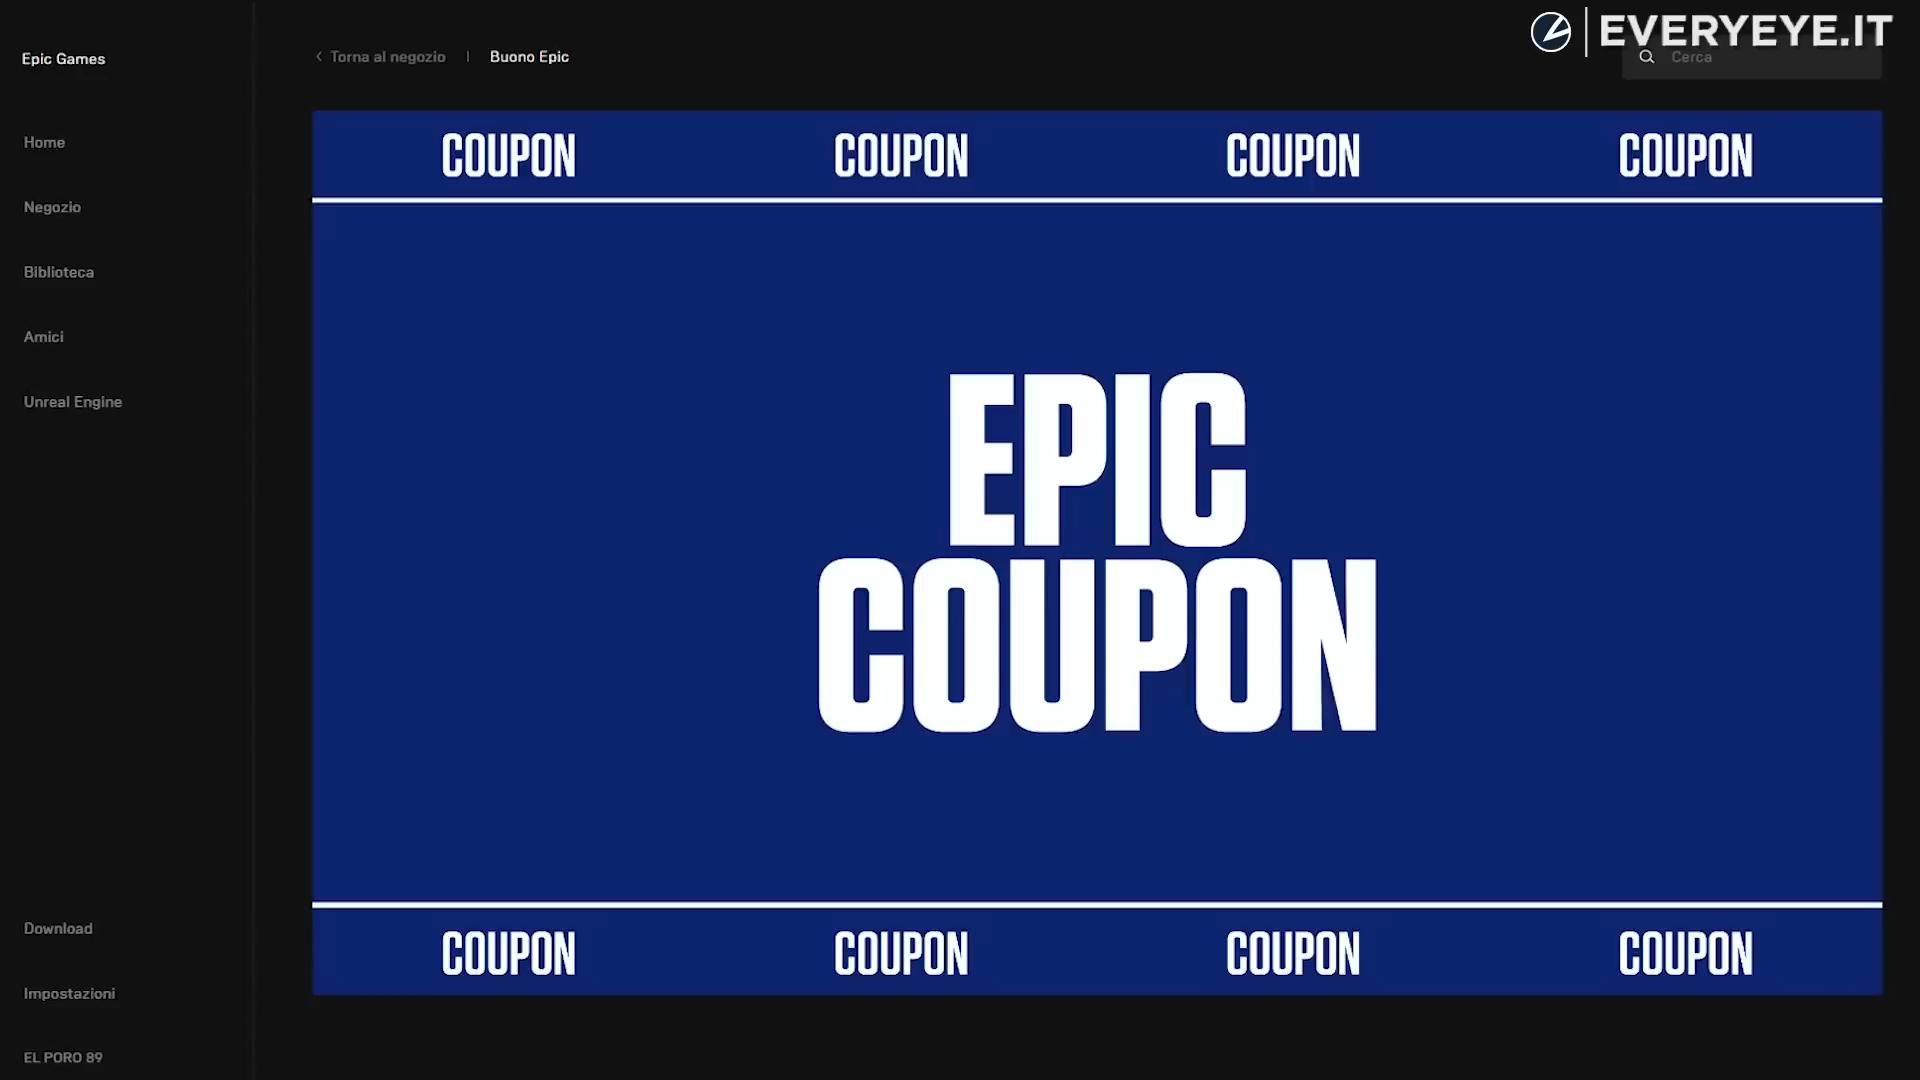 EVERYEYE.IT
Epic Games
Torna al negozio | Buono Epic
Cerca
Home
Negozio
Biblioteca
Amici
Unreal Engine
COUPON COUPON COUPON COUPON
EPIC
COUPON
COUPON COUPON COUPON COUPON
Download
Impostazioni
EL PORO 89